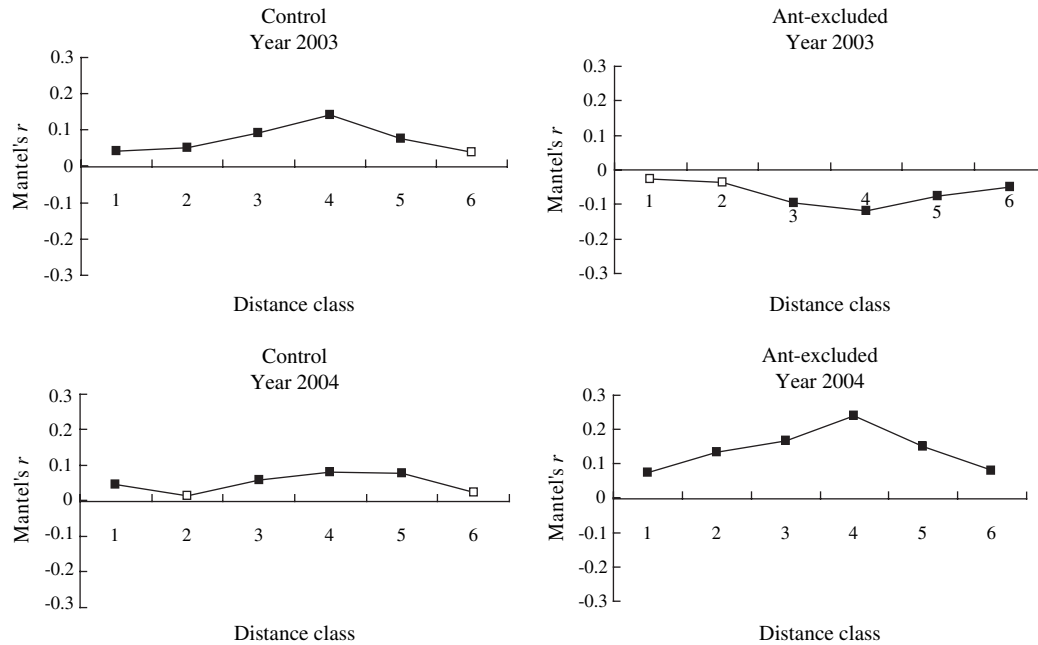 Control
Year 2003
0.3
0.2
0.1
0
-0.1
-0.2
-0.3
Mantel's r
1 2 3 4 5 6
Distance class
Ant-excluded
Year 2003
0.3
0.2
0.1
0
-0.1
-0.2
-0.3
Mantel's r
1 2 3 4 5 6
Distance class
Control
Year 2004
0.3
0.2
0.1
0
-0.1
-0.2
-0.3
Mantel's r
1 2 3 4 5 6
Distance class
Ant-excluded
Year 2004
0.3
0.2
0.1
0
-0.1
-0.2
-0.3
Mantel's r
1 2 3 4 5 6
Distance class